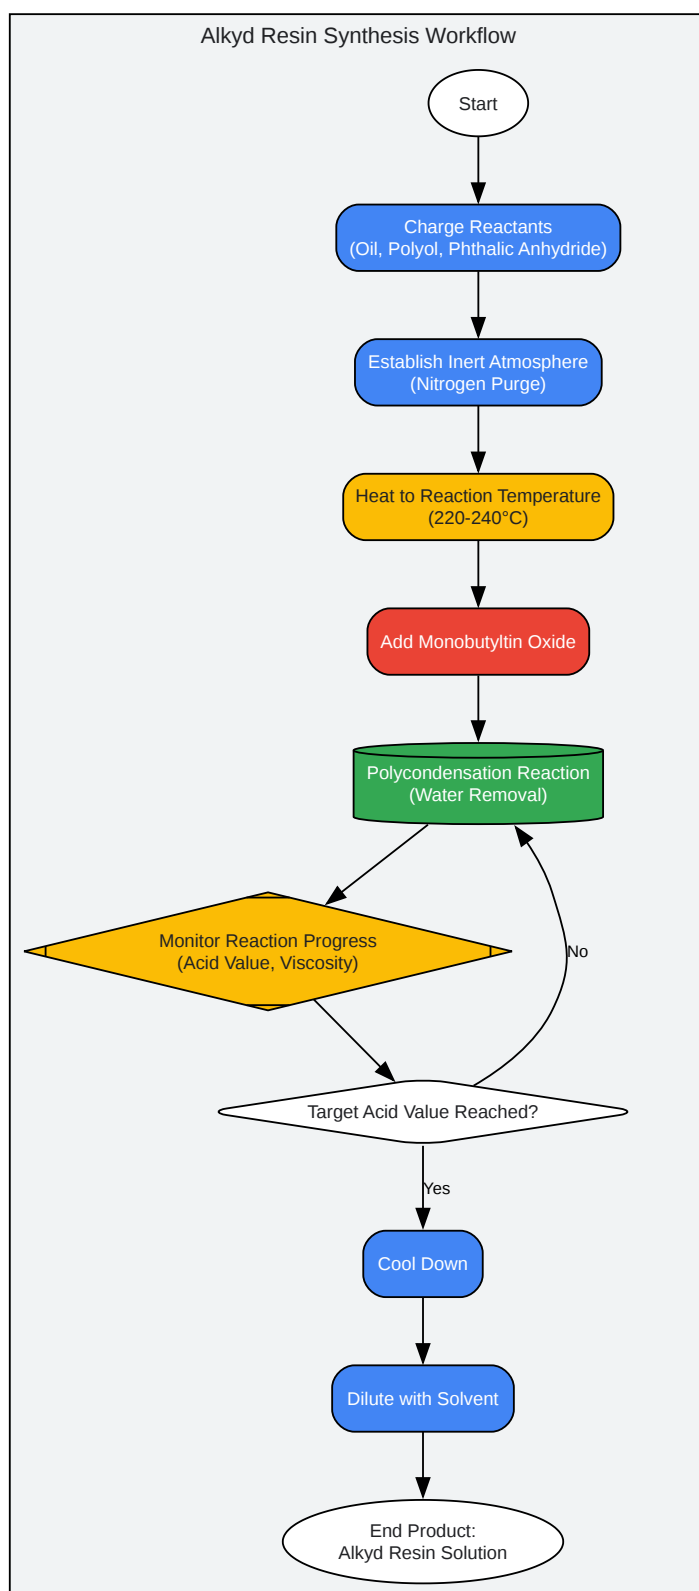 Alkyd Resin Synthesis Workflow
Start
Charge Reactants
(Oil, Polyol, Phthalic Anhydride)
Establish Inert Atmosphere
(Nitrogen Purge)
Heat to Reaction Temperature
(220-240°C)
Add Monobutyltin Oxide
Polycondensation Reaction
(Water Removal)
Monitor Reaction Progress
(Acid Value, Viscosity)
No
Target Acid Value Reached?
Yes
Cool Down
Dilute with Solvent
End Product:
Alkyd Resin Solution